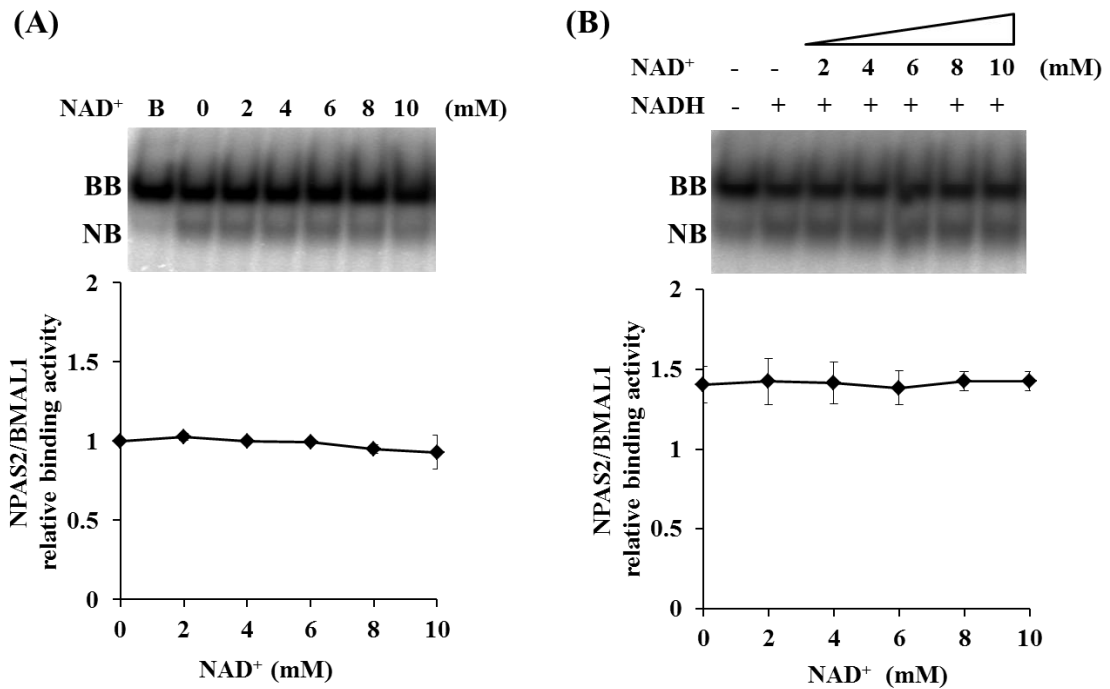 (A)
NAD⁺ B 0 2 4 6 8 10 (mM)
BB
NB
2
1.5
1
0.5
0
0 2 4 6 8 10
NAD⁺ (mM)
NPAS2/BMAL1
relative binding activity
(B)
NAD⁺ - - 2 4 6 8 10 (mM)
NADH - + + + + + +
BB
NB
2
1.5
1
0.5
0
0 2 4 6 8 10
NAD⁺ (mM)
NPAS2/BMAL1
relative binding activity